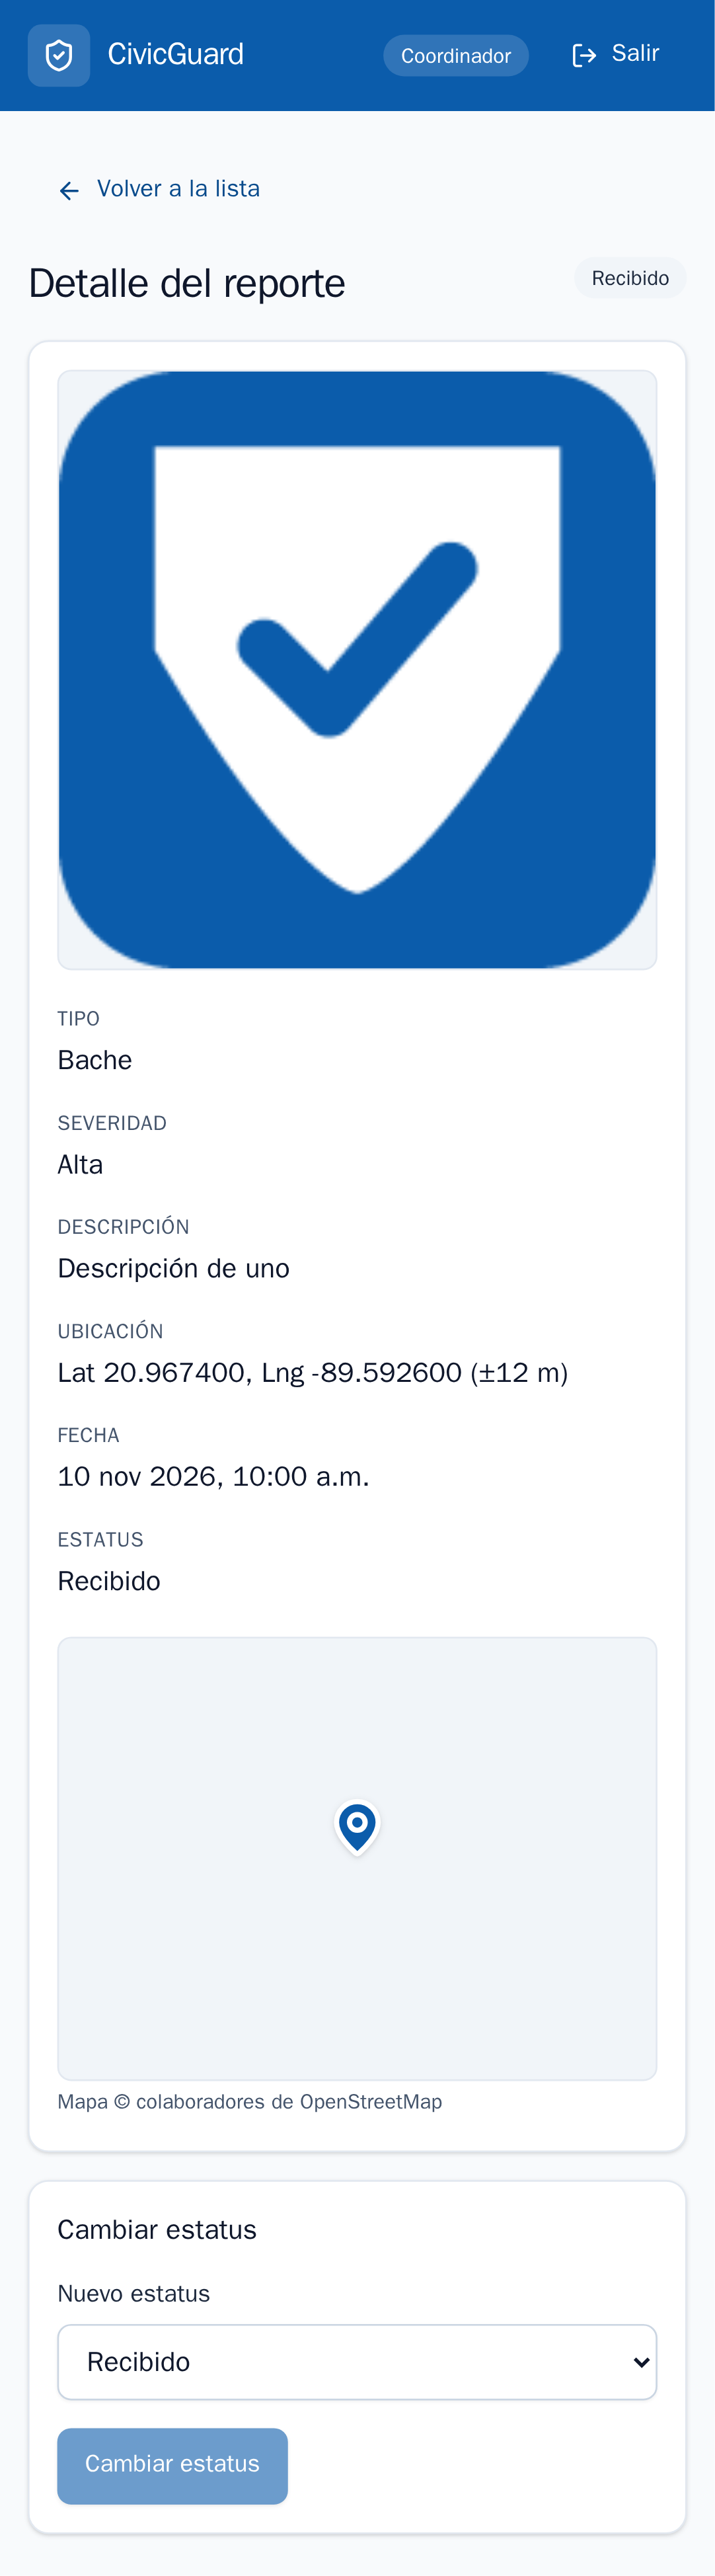 CivicGuard
Coordinador
Salir
Volver a la lista
Detalle del reporte
Recibido
TIPO
Bache
SEVERIDAD
Alta
DESCRIPCIÓN
Descripción de uno
UBICACIÓN
Lat 20.967400, Lng -89.592600 (±12 m)
FECHA
10 nov 2026, 10:00 a.m.
ESTATUS
Recibido
Mapa © colaboradores de OpenStreetMap
Cambiar estatus
Nuevo estatus
Recibido
Cambiar estatus